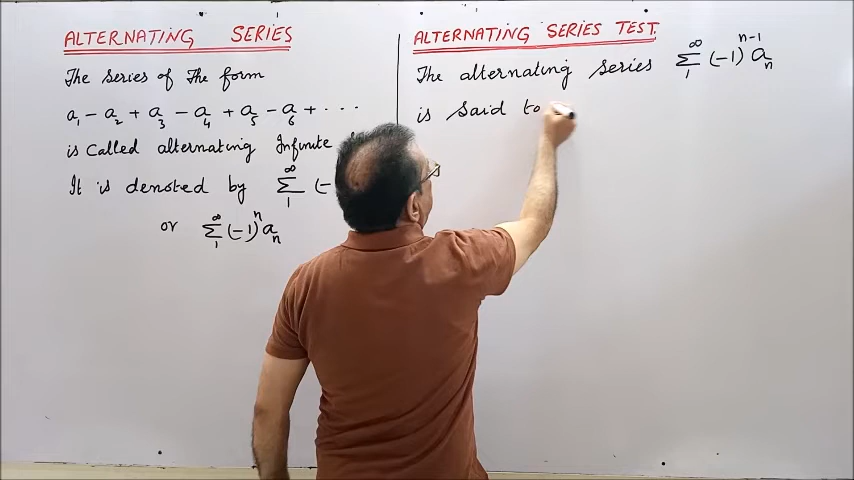 ALTERNATING SERIES
The series of The form
a₁ - a₂ + a₃ - a₄ + a₅ - a₆ + ...
is called alternating Infinite
It is denoted by ∑₁^∞ (-
or ∑₁^∞ (-1)ⁿ aₙ
ALTERNATING SERIES TEST.
The alternating series ∑₁^∞ (-1)ⁿ⁻¹ aₙ
is said to